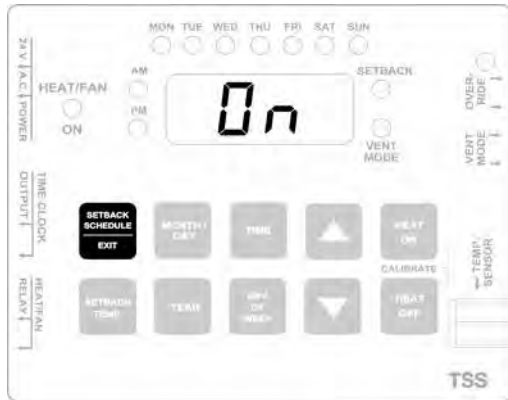 MON TUE WED THU FRI SAT SUN
24 V A.C. POWER
HEAT/FAN
ON
AM
PM
On
SETBACK
VENT
MODE
OVER-
RIDE
VENT
MODE
TIME CLOCK
OUTPUT
SETBACK
SCHEDULE
EXIT
MONTH /
DAY
TIME
HEAT
ON
CALIBRATE
TEMP.
SENSOR
HEAT/FAN
RELAY
SETBACK
TEMP
YEAR
DAY
OF
WEEK
HEAT
OFF
TSS